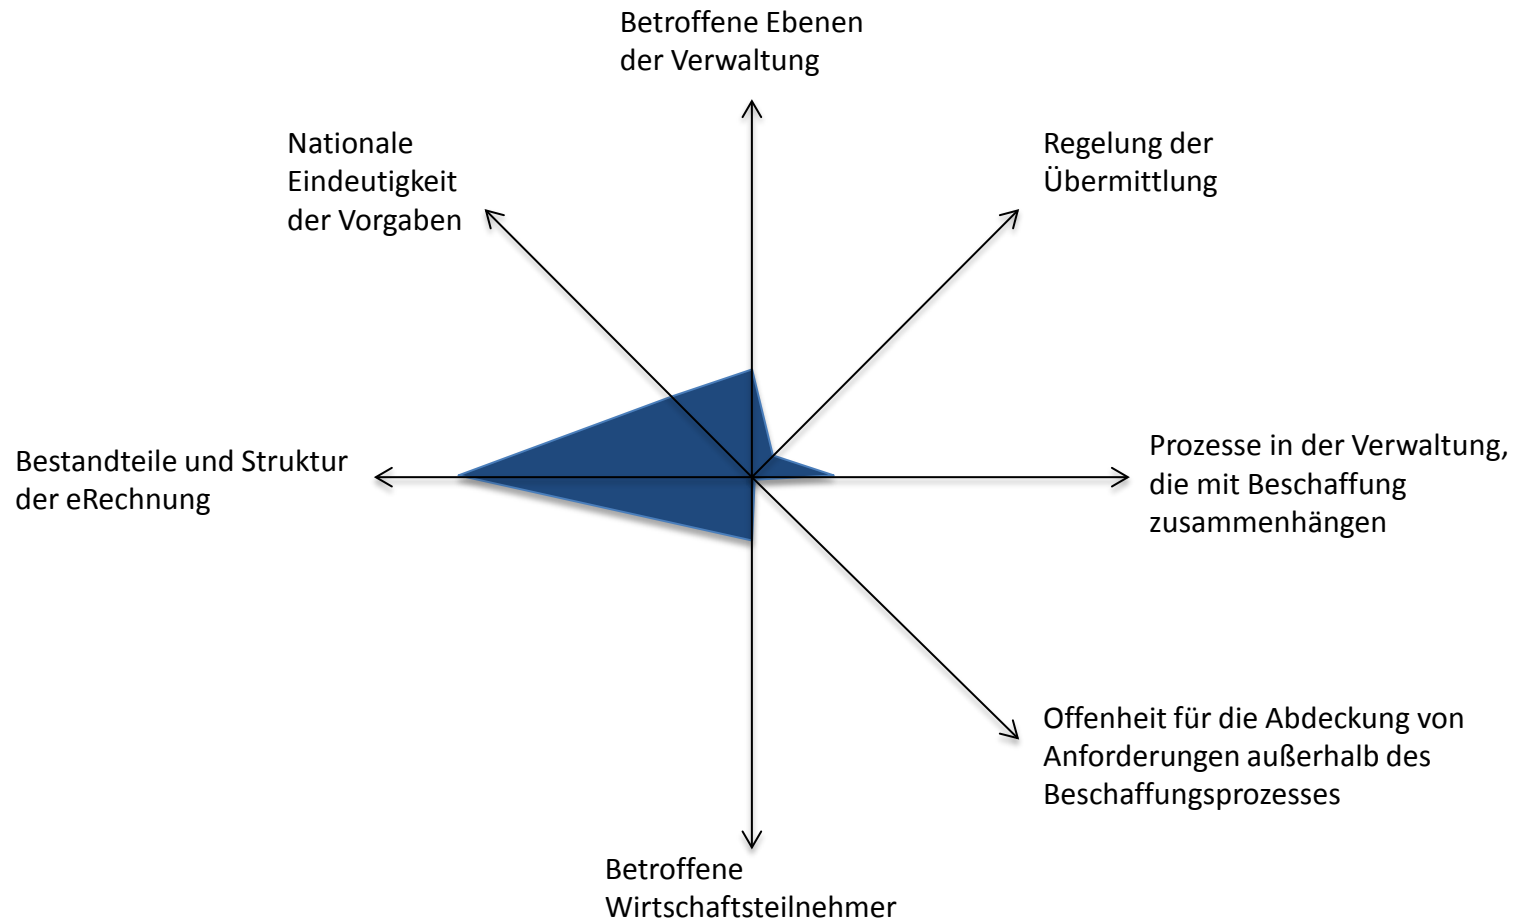 Betroffene Ebenen
der Verwaltung
Nationale
Eindeutigkeit
der Vorgaben
Regelung der
Übermittlung
Bestandteile und Struktur
der eRechnung
Prozesse in der Verwaltung,
die mit Beschaffung
zusammenhängen
Offenheit für die Abdeckung von
Anforderungen außerhalb des
Beschaffungsprozesses
Betroffene
Wirtschaftsteilnehmer